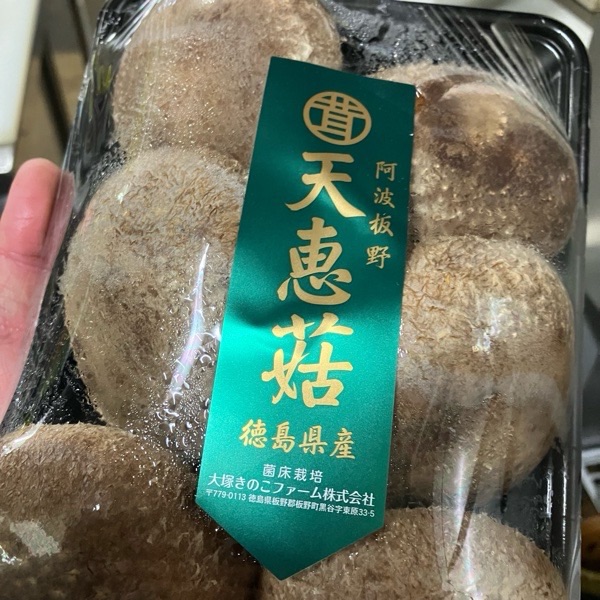 茸
阿波板野
天恵菇
徳島県産
菌床栽培
大塚きのこファーム株式会社
〒779-0113 徳島県板野郡板野町黒谷字東原33-5